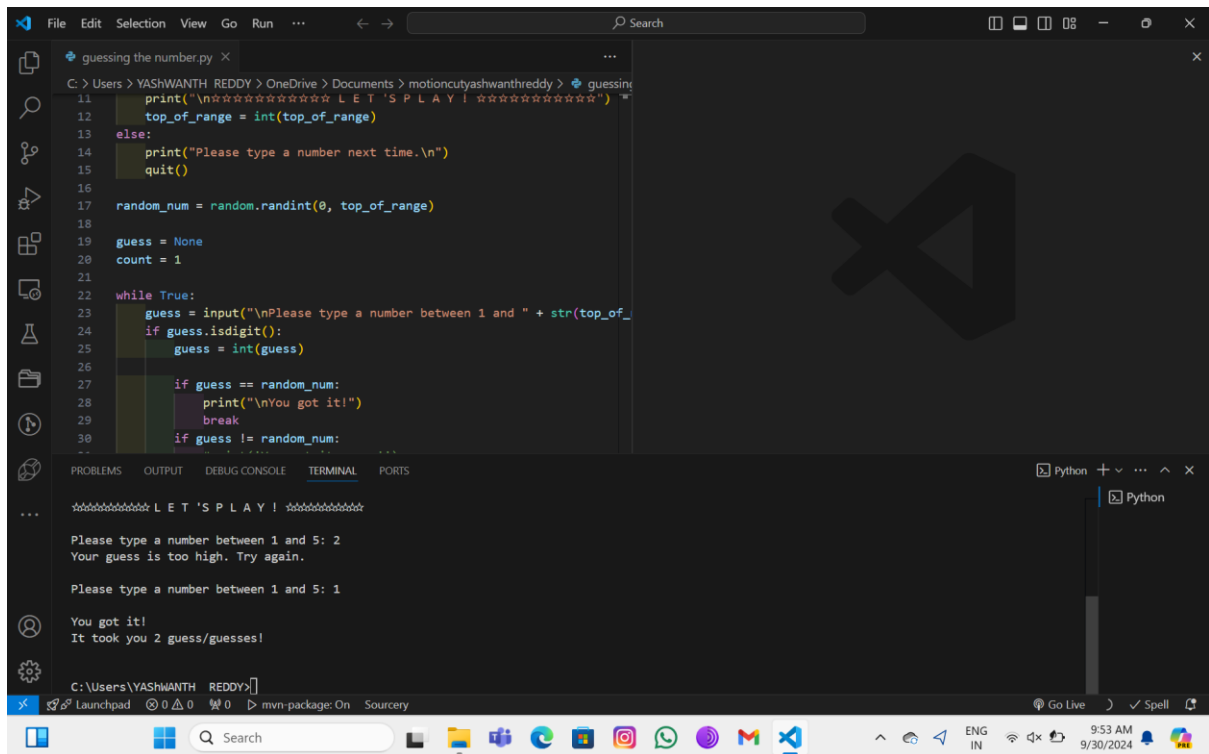 File Edit Selection View Go Run ··· ← → Search
guessing the number.py × ···
C: > Users > YAShWANTH REDDY > OneDrive > Documents > motioncutyashwanthreddy > guessing
11 print("\n☆☆☆☆☆☆☆☆☆☆☆ L E T 'S P L A Y ! ☆☆☆☆☆☆☆☆☆☆☆")
12 top_of_range = int(top_of_range)
13 else:
14 print("Please type a number next time.\n")
15 quit()
16
17 random_num = random.randint(0, top_of_range)
18
19 guess = None
20 count = 1
21
22 while True:
23 guess = input("\nPlease type a number between 1 and " + str(top_of_
24 if guess.isdigit():
25 guess = int(guess)
26
27 if guess == random_num:
28 print("\nYou got it!")
29 break
30 if guess != random_num:
PROBLEMS OUTPUT DEBUG CONSOLE TERMINAL PORTS Python
Python
☆☆☆☆☆☆☆☆☆☆☆ L E T 'S P L A Y ! ☆☆☆☆☆☆☆☆☆☆☆
Please type a number between 1 and 5: 2
Your guess is too high. Try again.
Please type a number between 1 and 5: 1
You got it!
It took you 2 guess/guesses!
C:\Users\YAShWANTH REDDY>
Launchpad 0 0 0 mvn-package: On Sourcery Go Live Spell
Search ENG 9:53 AM
IN 9/30/2024 PRE